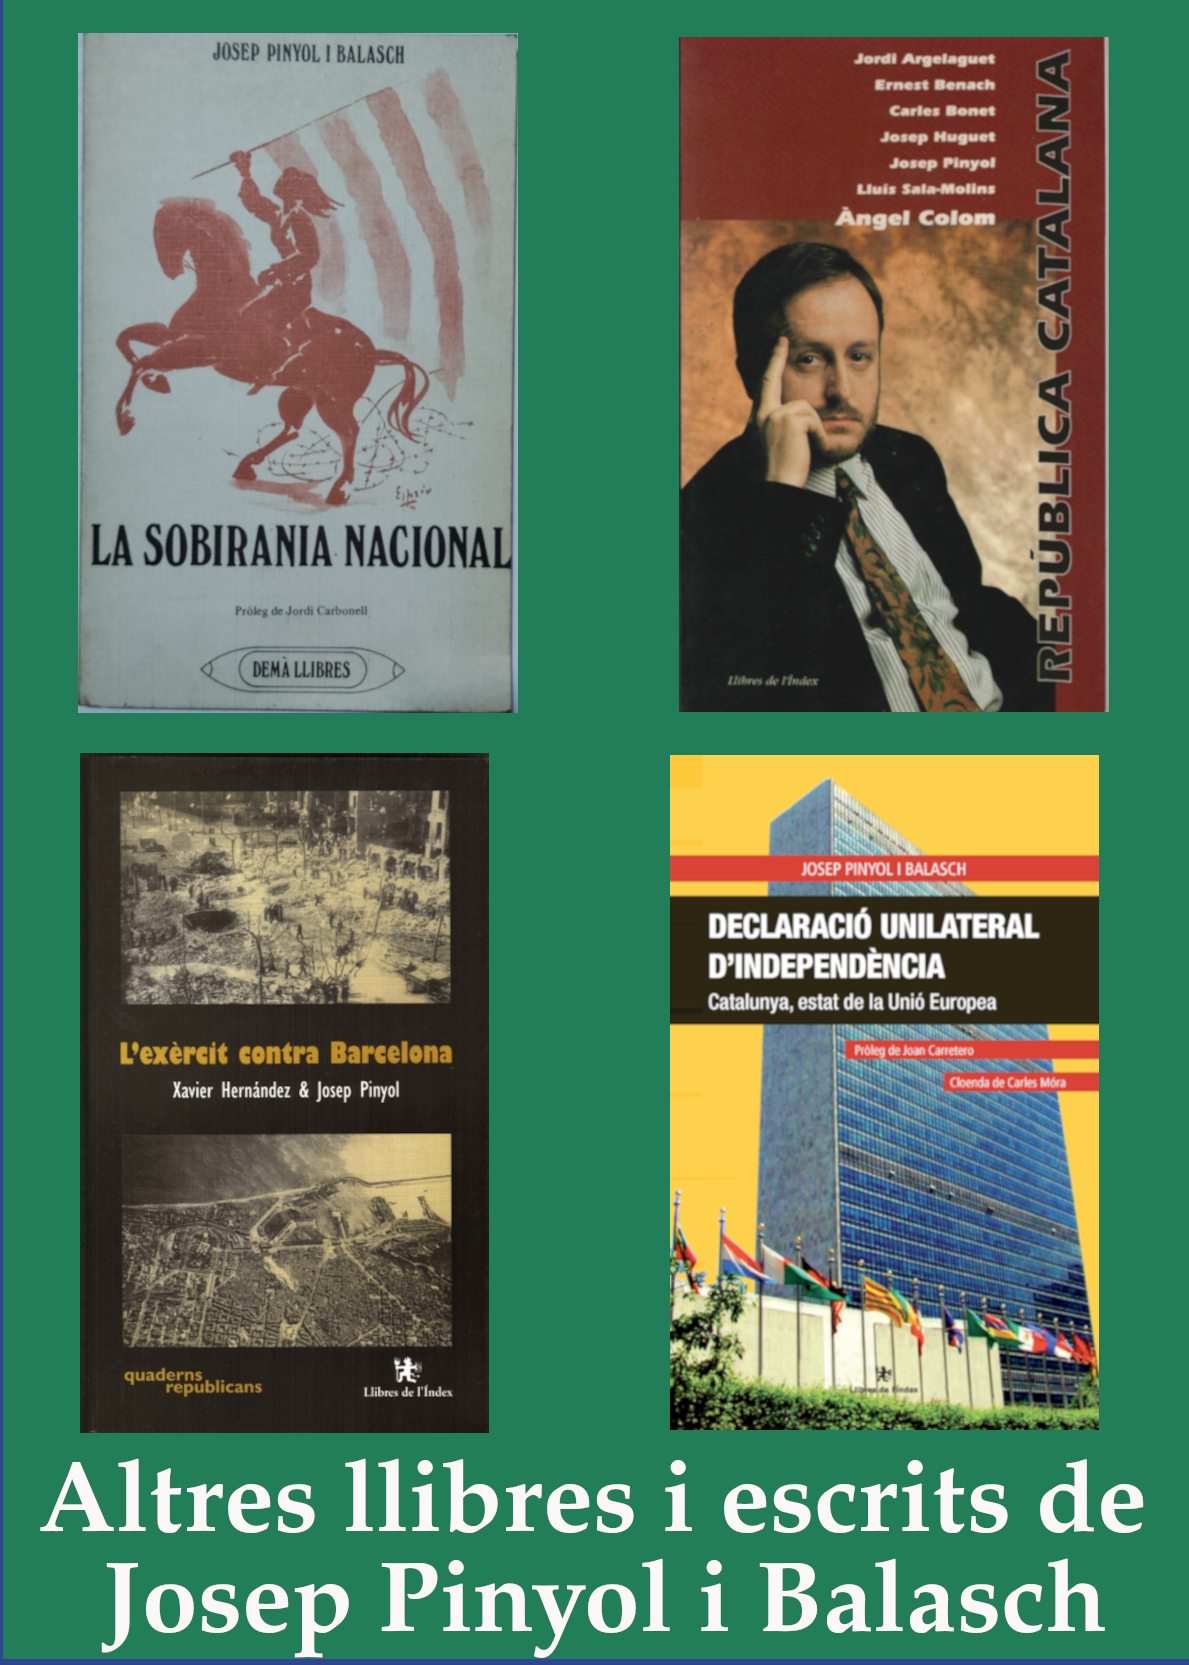 JOSEP PINYOL I BALASCH
LA SOBIRANIA NACIONAL
Pròleg de Jordi Carbonell
DEMÀ LLIBRES
Jordi Argelaguet
Ernest Benach
Carles Bonet
Josep Huguet
Josep Pinyol
Lluís Sala-Molins
Àngel Colom
REPÚBLICA CATALANA
Llibres de l'Índex
L'exèrcit contra Barcelona
Xavier Hernández & Josep Pinyol
quaderns
republicans
Llibres de l'Índex
JOSEP PINYOL I BALASCH
DECLARACIÓ UNILATERAL
D'INDEPENDÈNCIA
Catalunya, estat de la Unió Europea
Pròleg de Joan Carretero
Cloenda de Carles Móra
Llibres de l'Índex
Altres llibres i escrits de
Josep Pinyol i Balasch